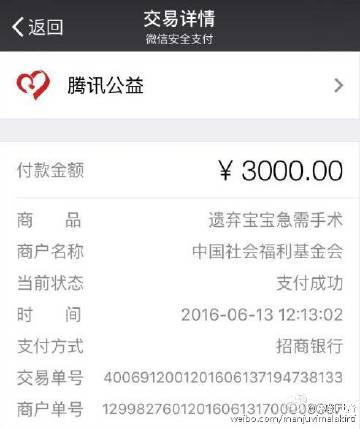 返回
交易详情
微信安全支付
腾讯公益
付款金额 ¥ 3000.00
商 品 遗弃宝宝急需手术
商户名称 中国社会福利基金会
当前状态 支付成功
时 间 2016-06-13 12:13:02
支付方式 招商银行
交易单号 4006912001201606137194738133
商户单号
weibo.com/manjuvimalakirti